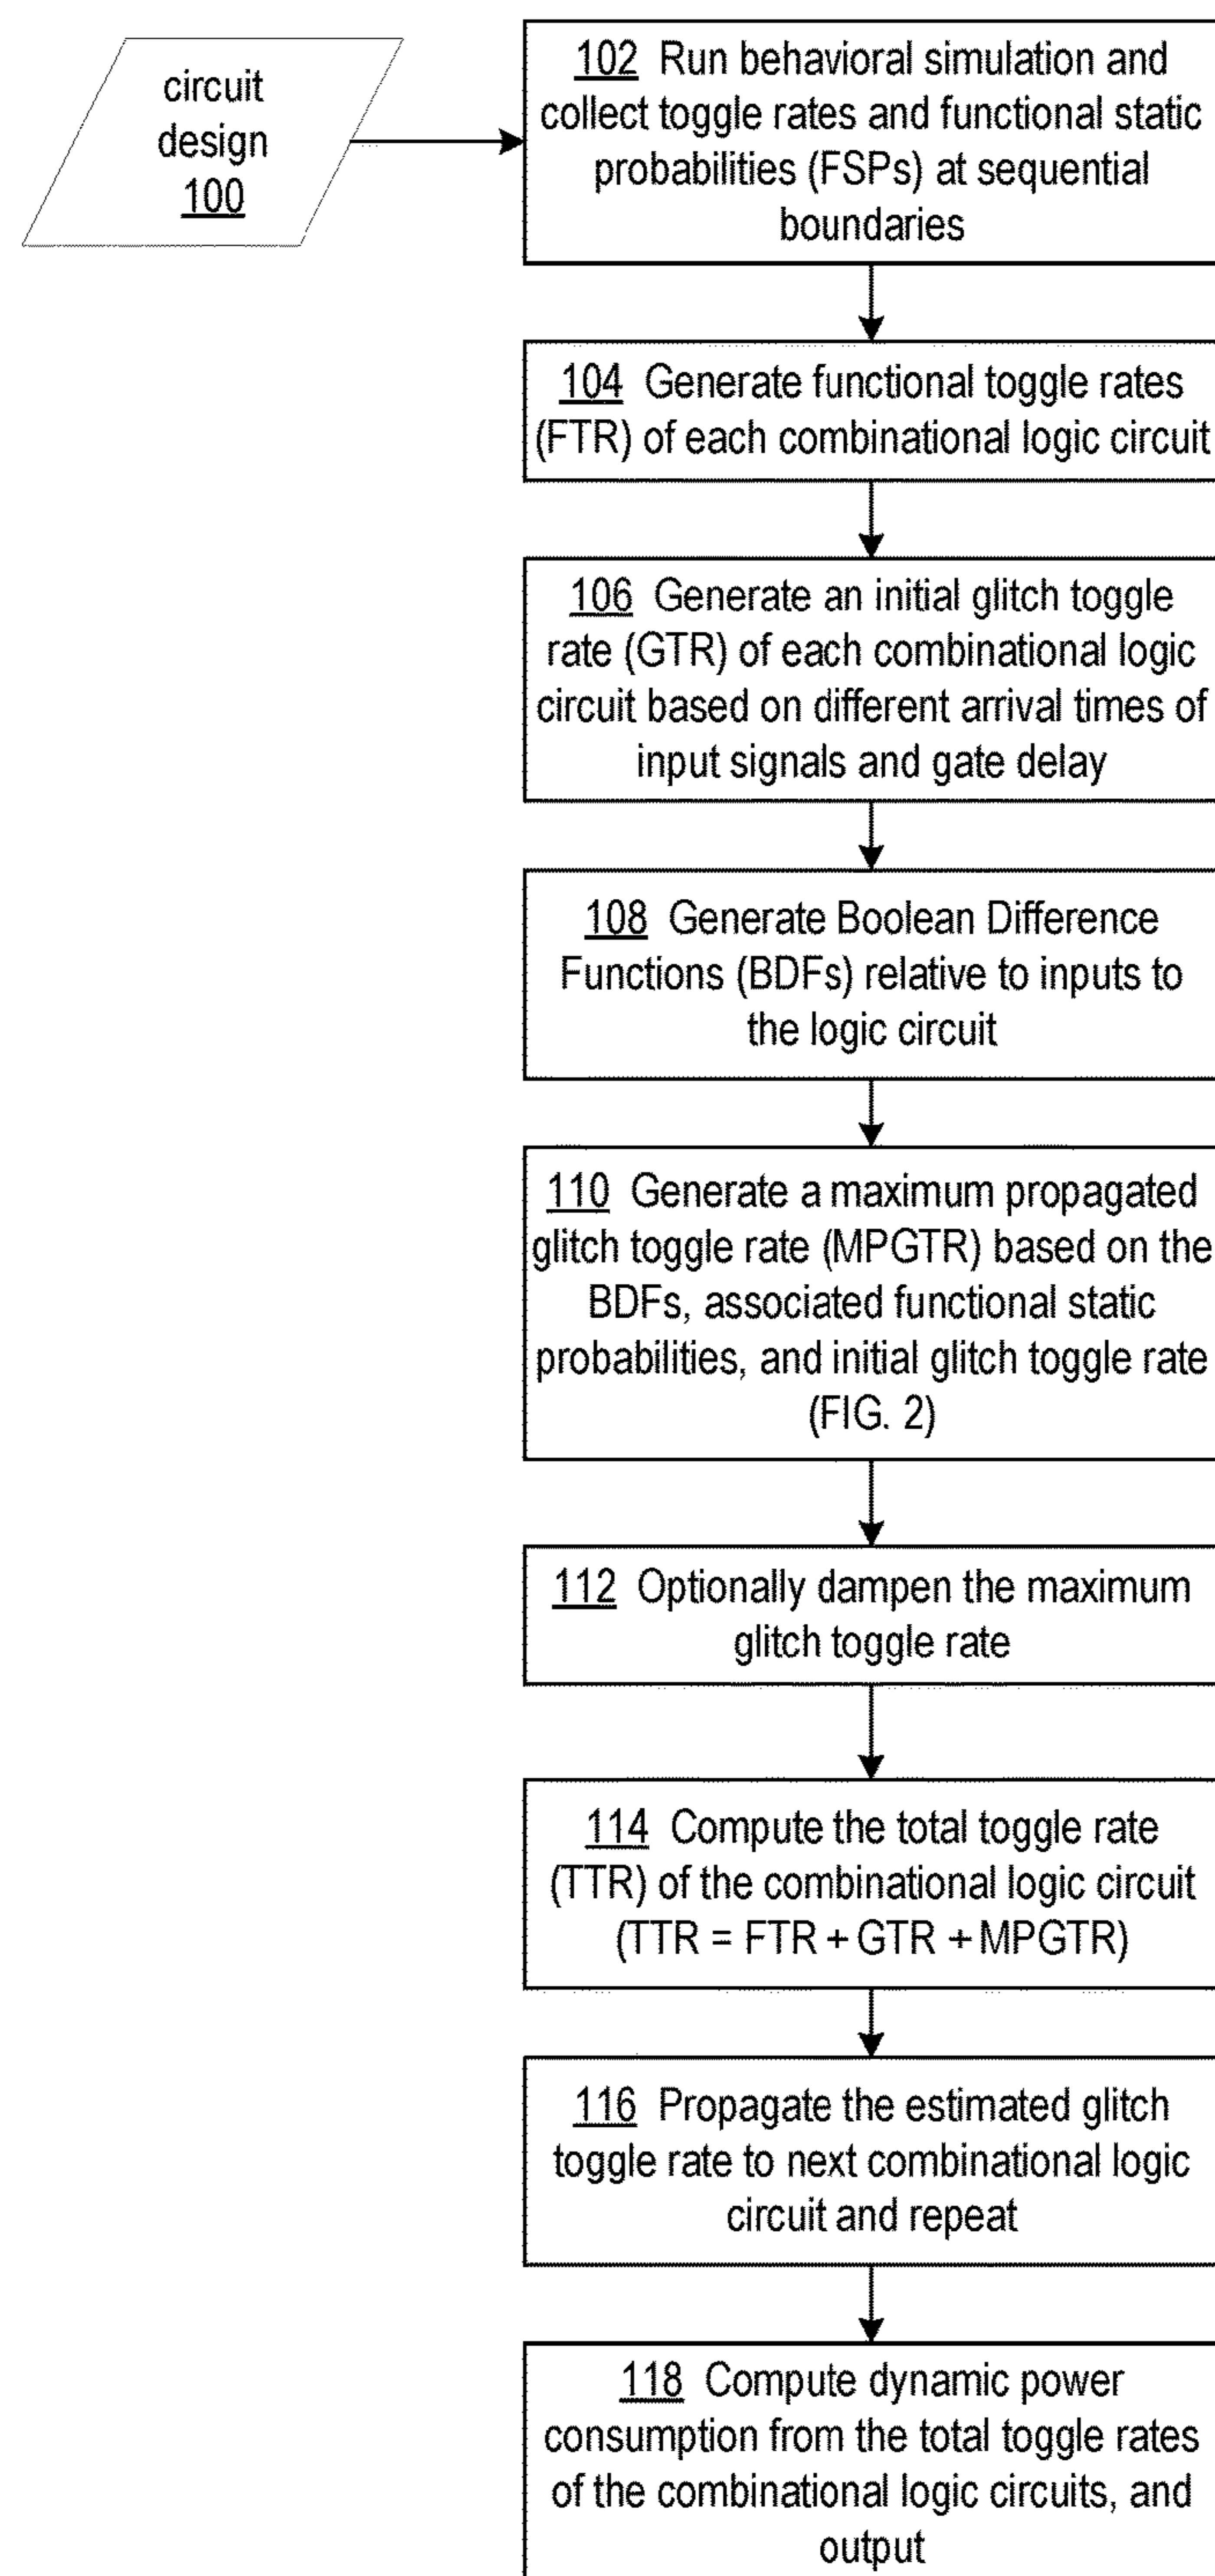 circuit
design
100
102 Run behavioral simulation and
collect toggle rates and functional static
probabilities (FSPs) at sequential
boundaries
104 Generate functional toggle rates
(FTR) of each combinational logic circuit
106 Generate an initial glitch toggle
rate (GTR) of each combinational logic
circuit based on different arrival times of
input signals and gate delay
108 Generate Boolean Difference
Functions (BDFs) relative to inputs to
the logic circuit
110 Generate a maximum propagated
glitch toggle rate (MPGTR) based on the
BDFs, associated functional static
probabilities, and initial glitch toggle rate
(FIG. 2)
112 Optionally dampen the maximum
glitch toggle rate
114 Compute the total toggle rate
(TTR) of the combinational logic circuit
(TTR = FTR + GTR + MPGTR)
116 Propagate the estimated glitch
toggle rate to next combinational logic
circuit and repeat
118 Compute dynamic power
consumption from the total toggle rates
of the combinational logic circuits, and
output